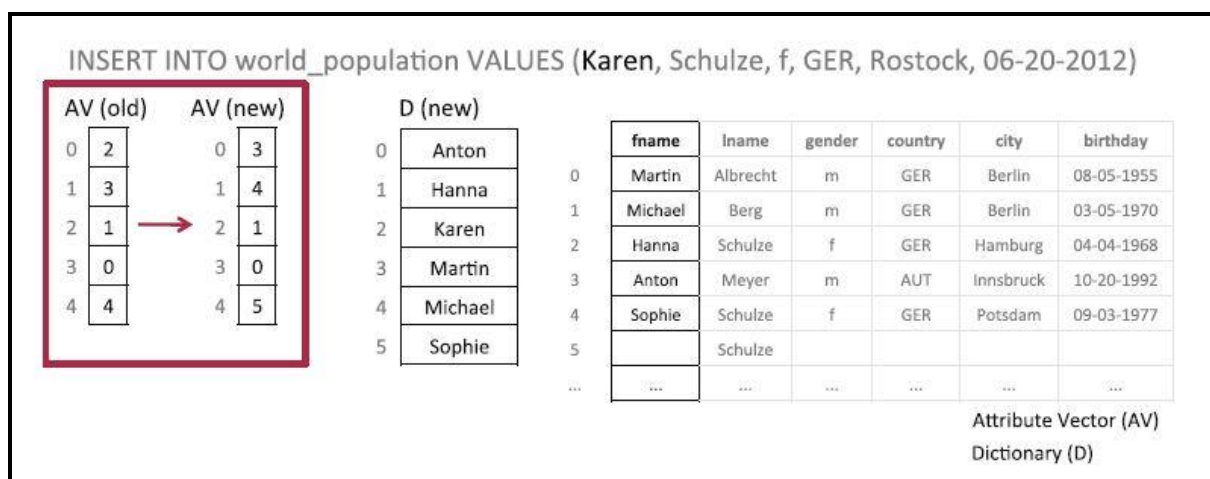 INSERT INTO world_population VALUES (Karen, Schulze, f, GER, Rostock, 06-20-2012)
AV (old) AV (new) D (new)
0 2 0 3 0 Anton
1 3 1 4 1 Hanna
2 1 2 1 2 Karen
3 0 3 0 3 Martin
4 4 4 5 4 Michael
5 Sophie
fname lname gender country city birthday
0 Martin Albrecht m GER Berlin 08-05-1955
1 Michael Berg m GER Berlin 03-05-1970
2 Hanna Schulze f GER Hamburg 04-04-1968
3 Anton Meyer m AUT Innsbruck 10-20-1992
4 Sophie Schulze f GER Potsdam 09-03-1977
5 Schulze
... ... ... ... ... ... ...
Attribute Vector (AV)
Dictionary (D)